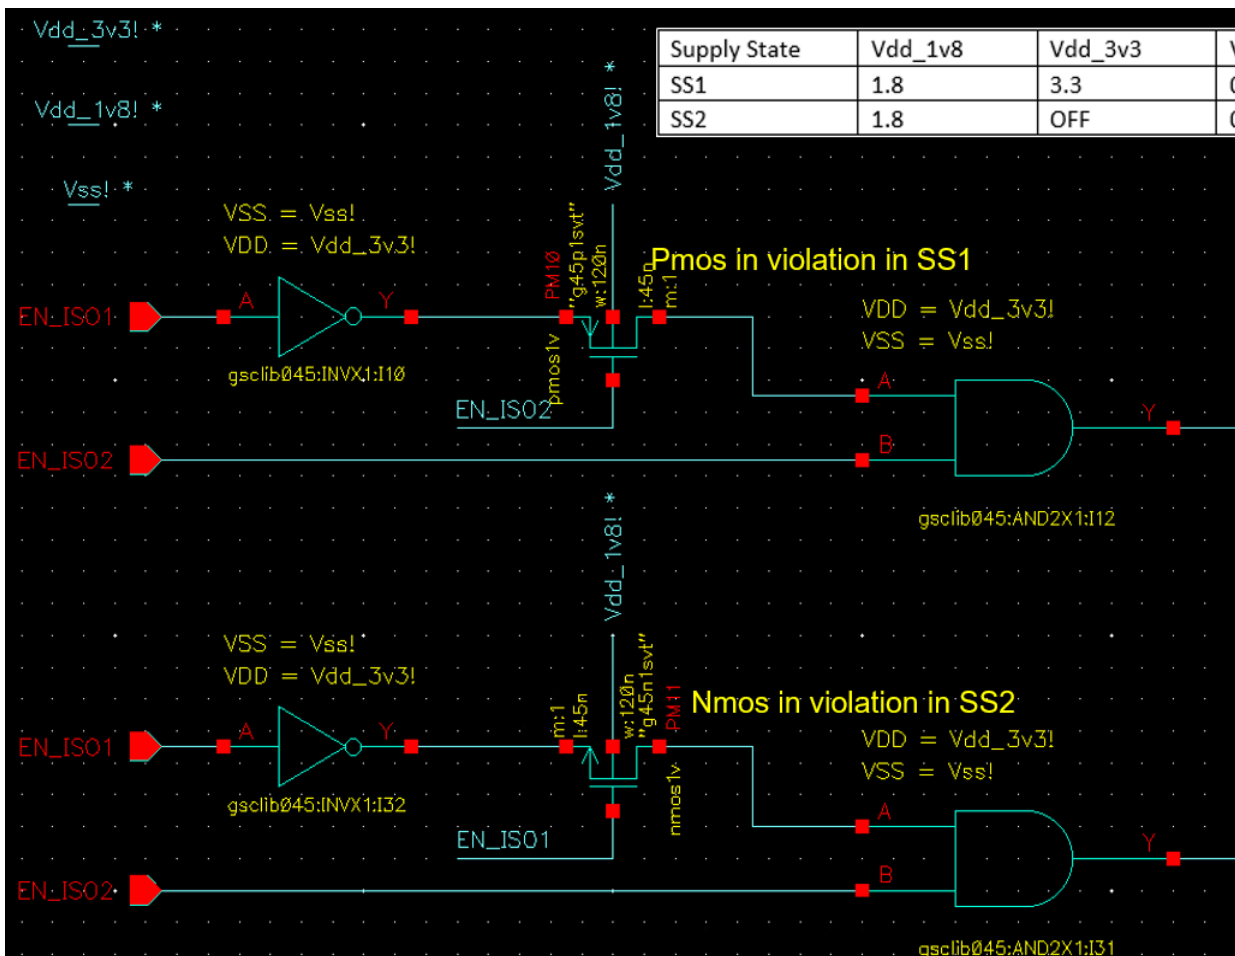 Vdd_3v3! *
Vdd_1v8! *
Vss! *
Supply State Vdd_1v8 Vdd_3v3
SS1 1.8 3.3
SS2 1.8 OFF
Vdd_1v8! *
VSS = Vss!
VDD = Vdd_3v3!
PM10
"g45p1svt"
w:120n
l:45n
m:1
pmos1v
Pmos in violation in SS1
VDD = Vdd_3v3!
VSS = Vss!
EN_ISO1
A
Y
gsclib045:INVX1:I10
EN_ISO2
A
Y
EN_ISO2
B
gsclib045:AND2X1:I12
Vdd_1v8! *
VSS = Vss!
VDD = Vdd_3v3!
m:1
l:45n
w:120n
"g45n1svt"
PM11
nmos1v
Nmos in violation in SS2
VDD = Vdd_3v3!
VSS = Vss!
EN_ISO1
A
Y
gsclib045:INVX1:I32
EN_ISO1
A
Y
EN_ISO2
B
gsclib045:AND2X1:I31